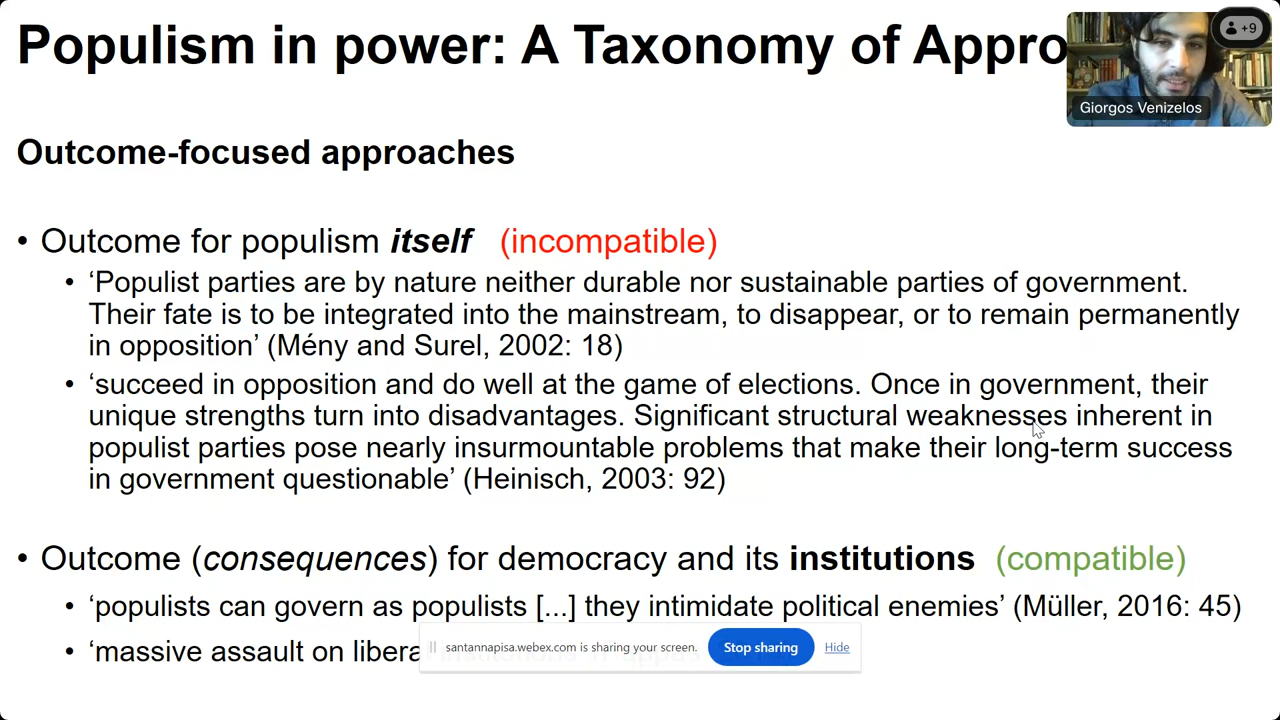 Populism in power: A Taxonomy of Appro
+9
Giorgos Venizelos
Outcome-focused approaches
• Outcome for populism itself (incompatible)
• ‘Populist parties are by nature neither durable nor sustainable parties of government.
Their fate is to be integrated into the mainstream, to disappear, or to remain permanently
in opposition’ (Mény and Surel, 2002: 18)
• ‘succeed in opposition and do well at the game of elections. Once in government, their
unique strengths turn into disadvantages. Significant structural weaknesses inherent in
populist parties pose nearly insurmountable problems that make their long-term success
in government questionable’ (Heinisch, 2003: 92)
• Outcome (consequences) for democracy and its institutions (compatible)
• ‘populists can govern as populists [...] they intimidate political enemies’ (Müller, 2016: 45)
• ‘massive assault on libera
santannapisa.webex.com is sharing your screen. Stop sharing Hide